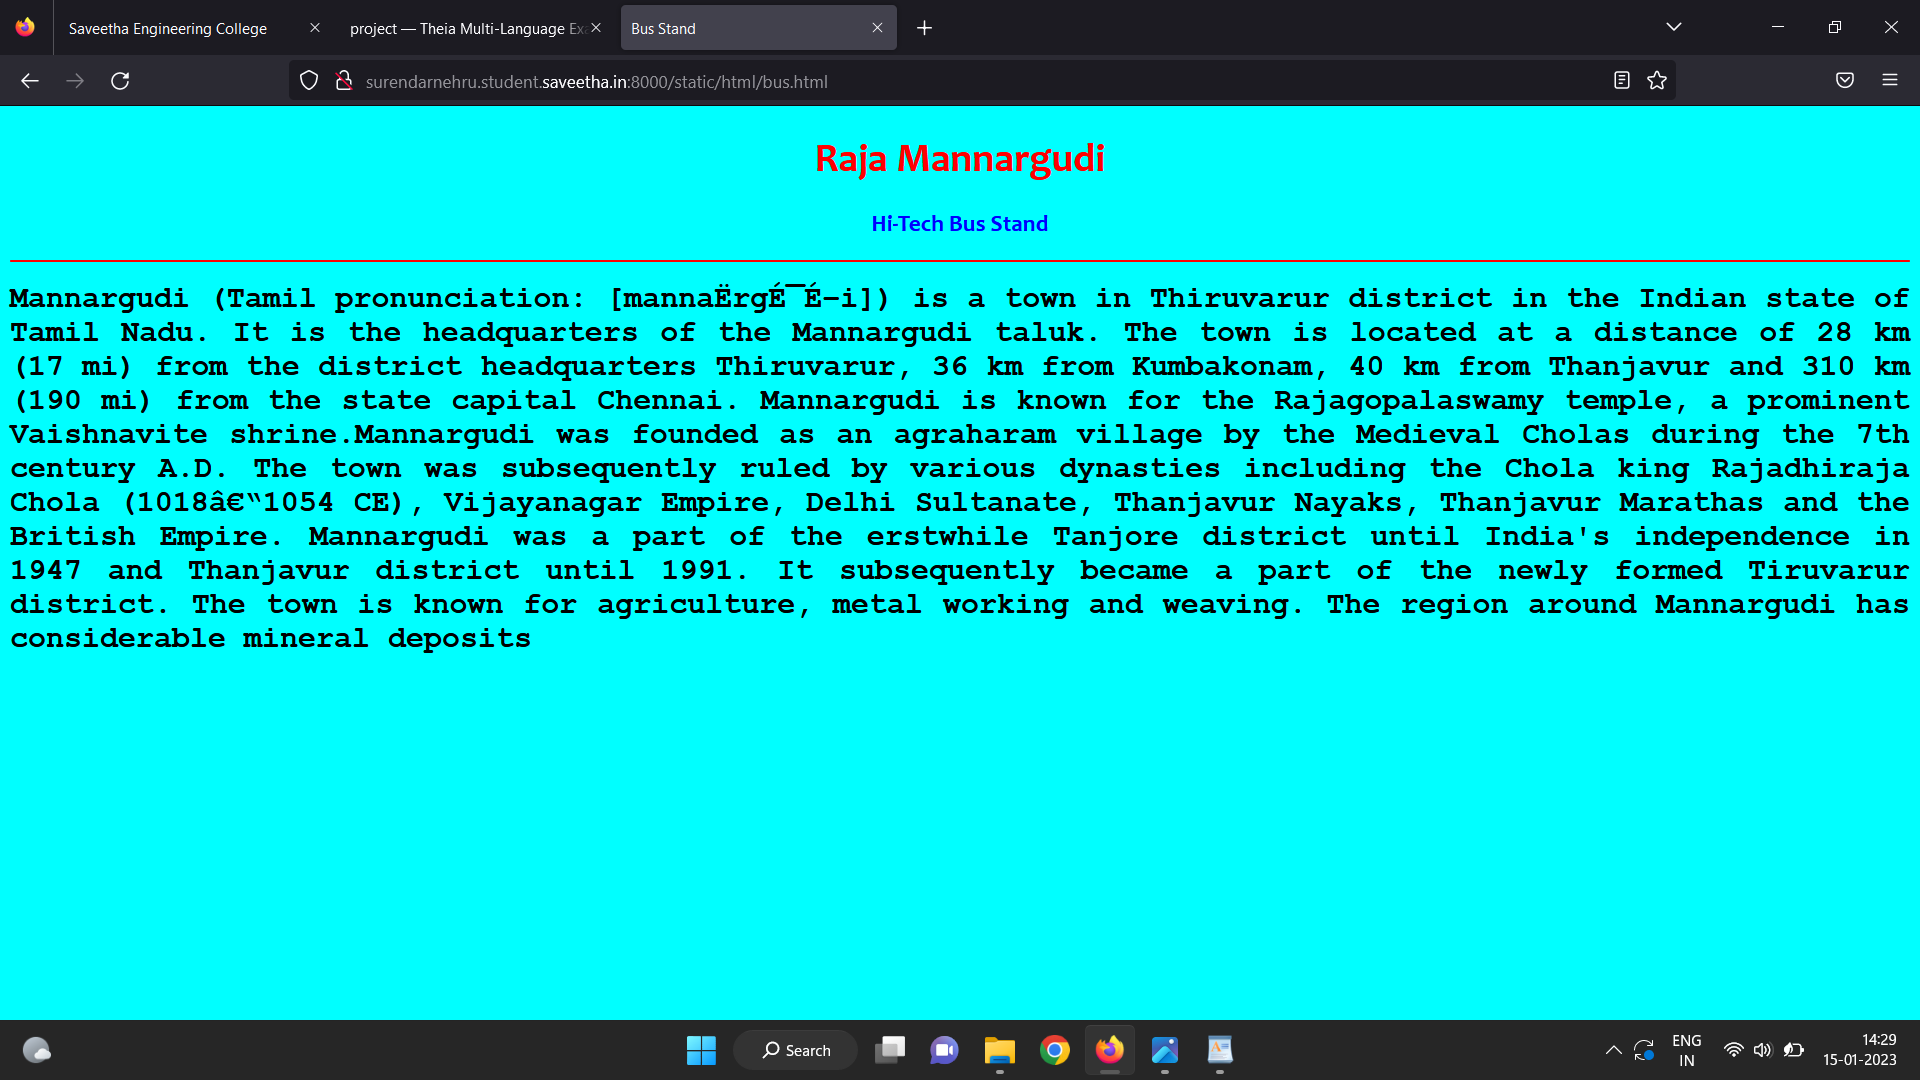 Saveetha Engineering College
project — Theia Multi-Language Ex
Bus Stand
surendarnehru.student.saveetha.in:8000/static/html/bus.html
Raja Mannargudi
Hi-Tech Bus Stand
Mannargudi (Tamil pronunciation: [mannaËrgÉ¯É–i]) is a town in Thiruvarur district in the Indian state of
Tamil Nadu. It is the headquarters of the Mannargudi taluk. The town is located at a distance of 28 km
(17 mi) from the district headquarters Thiruvarur, 36 km from Kumbakonam, 40 km from Thanjavur and 310 km
(190 mi) from the state capital Chennai. Mannargudi is known for the Rajagopalaswamy temple, a prominent
Vaishnavite shrine.Mannargudi was founded as an agraharam village by the Medieval Cholas during the 7th
century A.D. The town was subsequently ruled by various dynasties including the Chola king Rajadhiraja
Chola (1018â€“1054 CE), Vijayanagar Empire, Delhi Sultanate, Thanjavur Nayaks, Thanjavur Marathas and the
British Empire. Mannargudi was a part of the erstwhile Tanjore district until India's independence in
1947 and Thanjavur district until 1991. It subsequently became a part of the newly formed Tiruvarur
district. The town is known for agriculture, metal working and weaving. The region around Mannargudi has
considerable mineral deposits
Search
ENG
IN
14:29
15-01-2023